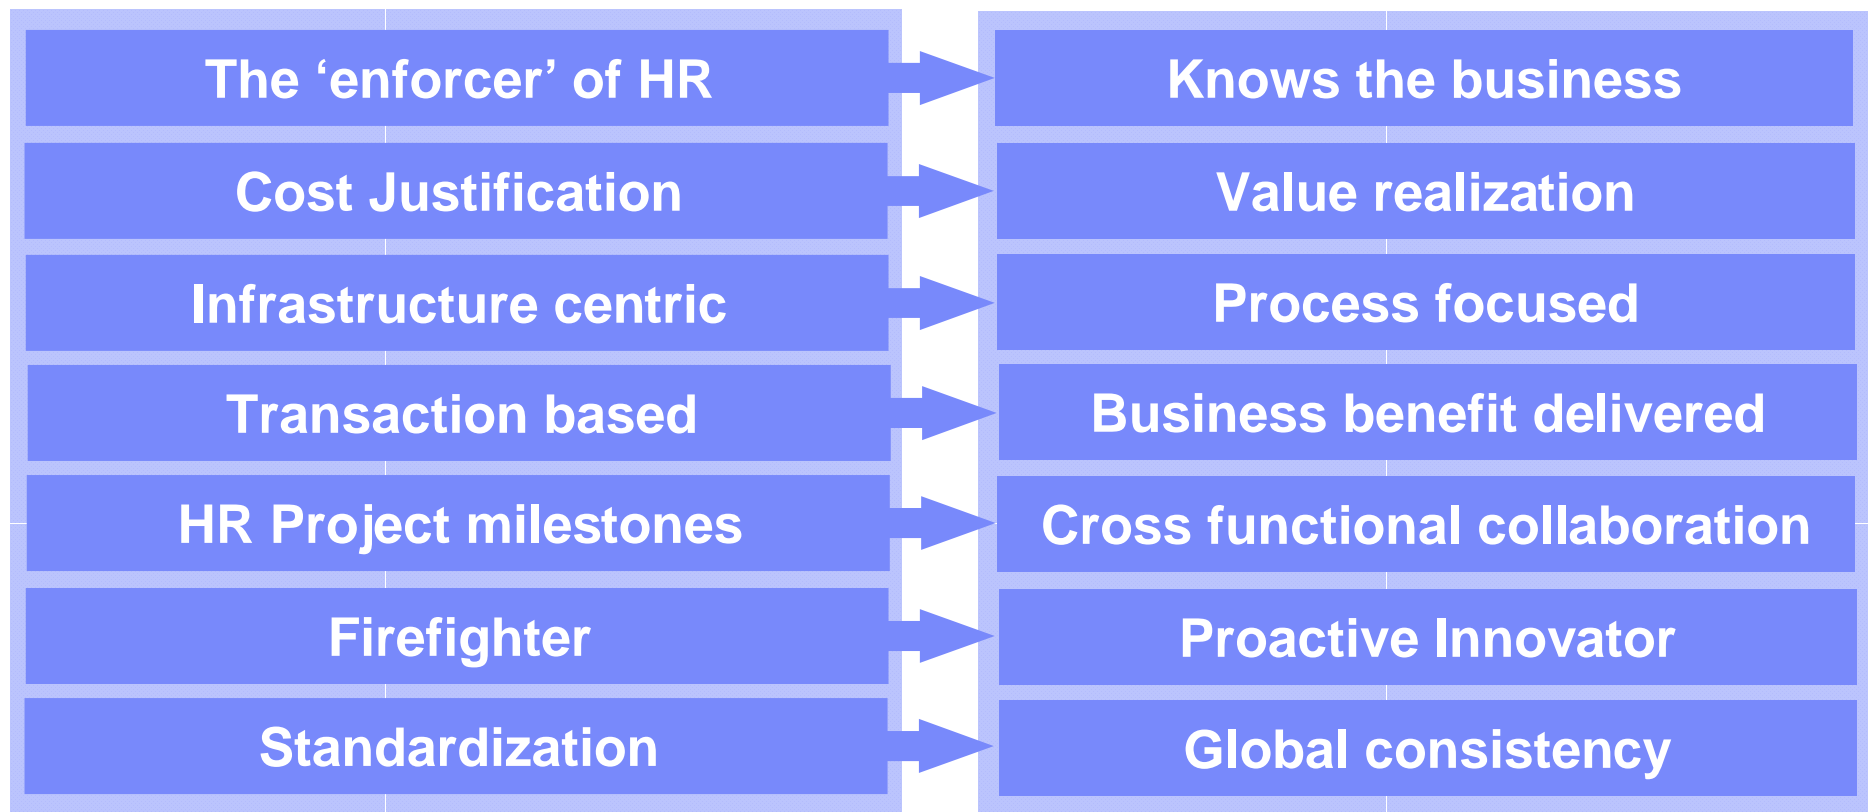 The ‘enforcer’ of HR
Knows the business
Cost Justification
Value realization
Infrastructure centric
Process focused
Transaction based
Business benefit delivered
HR Project milestones
Cross functional collaboration
Firefighter
Proactive Innovator
Standardization
Global consistency